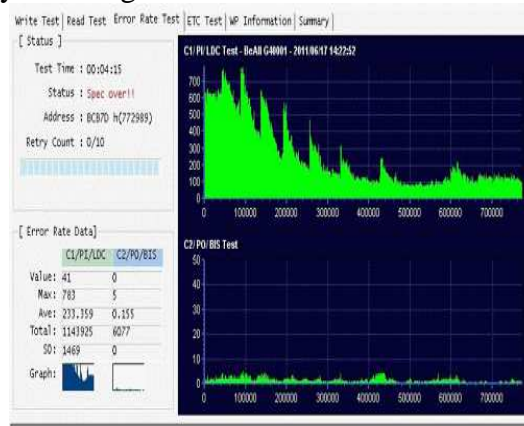 Write Test Read Test Error Rate Test ETC Test WP Information Summary
[ Status ]
Test Time : 00:04:15
Status : Spec over!!
Address : BCB7D h(772989)
Retry Count : 0/10
C1/ PI/ LDC Test - BeAll G40001 - 2011/06/17 14:22:52
700
600
500
400
300
200
100
0
0 100000 200000 300000 400000 500000 600000 700000
[ Error Rate Data]
C1/PI/LDC C2/PO/BIS
Value: 41 0
Max: 783 5
Ave: 233.359 0.155
Total: 1143925 6077
SO: 1469 0
Graph:
C2/ PO/ BIS Test
50
40
30
20
10
0
0 100000 200000 300000 400000 500000 600000 700000